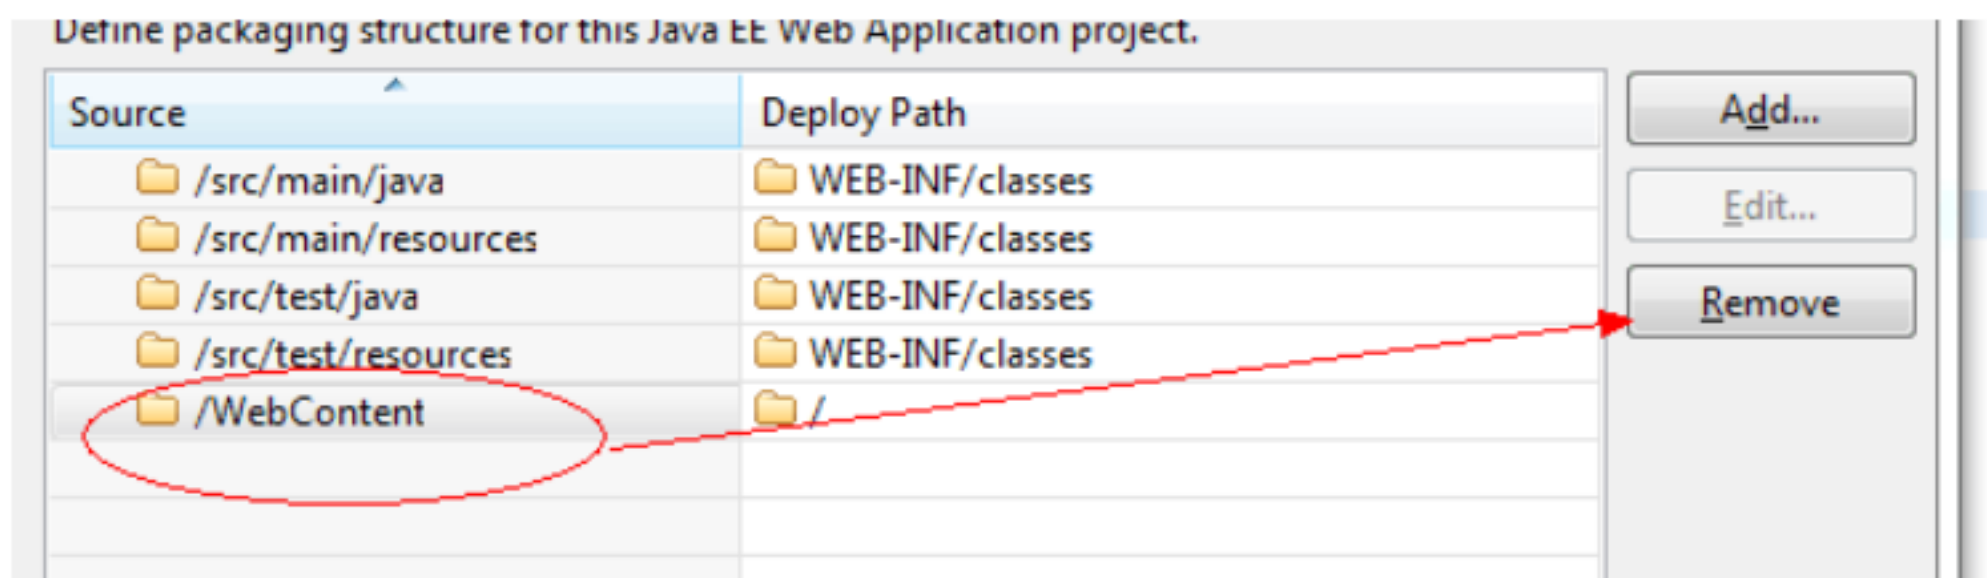 Define packaging structure for this Java EE Web Application project.
Source Deploy Path Add...
/src/main/java WEB-INF/classes
Edit...
/src/main/resources WEB-INF/classes
/src/test/java WEB-INF/classes
Remove
/src/test/resources WEB-INF/classes
/WebContent /